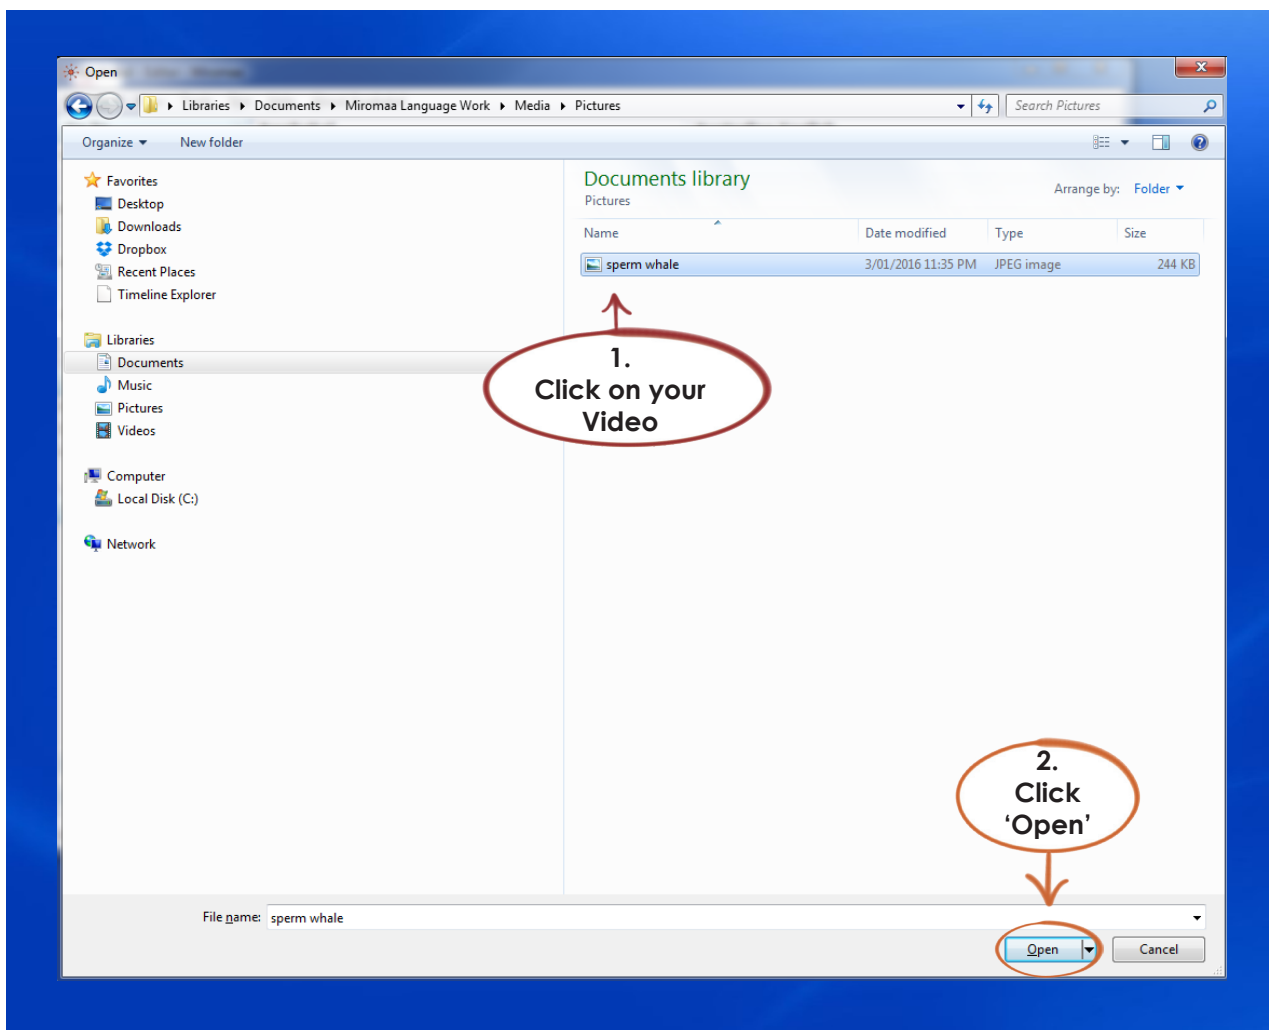 Open
Libraries Documents Miromaa Language Work Media Pictures
Search Pictures
Organize New folder
Favorites
Desktop
Downloads
Dropbox
Recent Places
Timeline Explorer
Libraries
Documents
Music
Pictures
Videos
Computer
Local Disk (C:)
Network
Documents library
Pictures
Arrange by: Folder
Name Date modified Type Size
sperm whale 3/01/2016 11:35 PM JPEG image 244 KB
1.
Click on your
Video
2.
Click
‘Open’
File name: sperm whale
Open Cancel